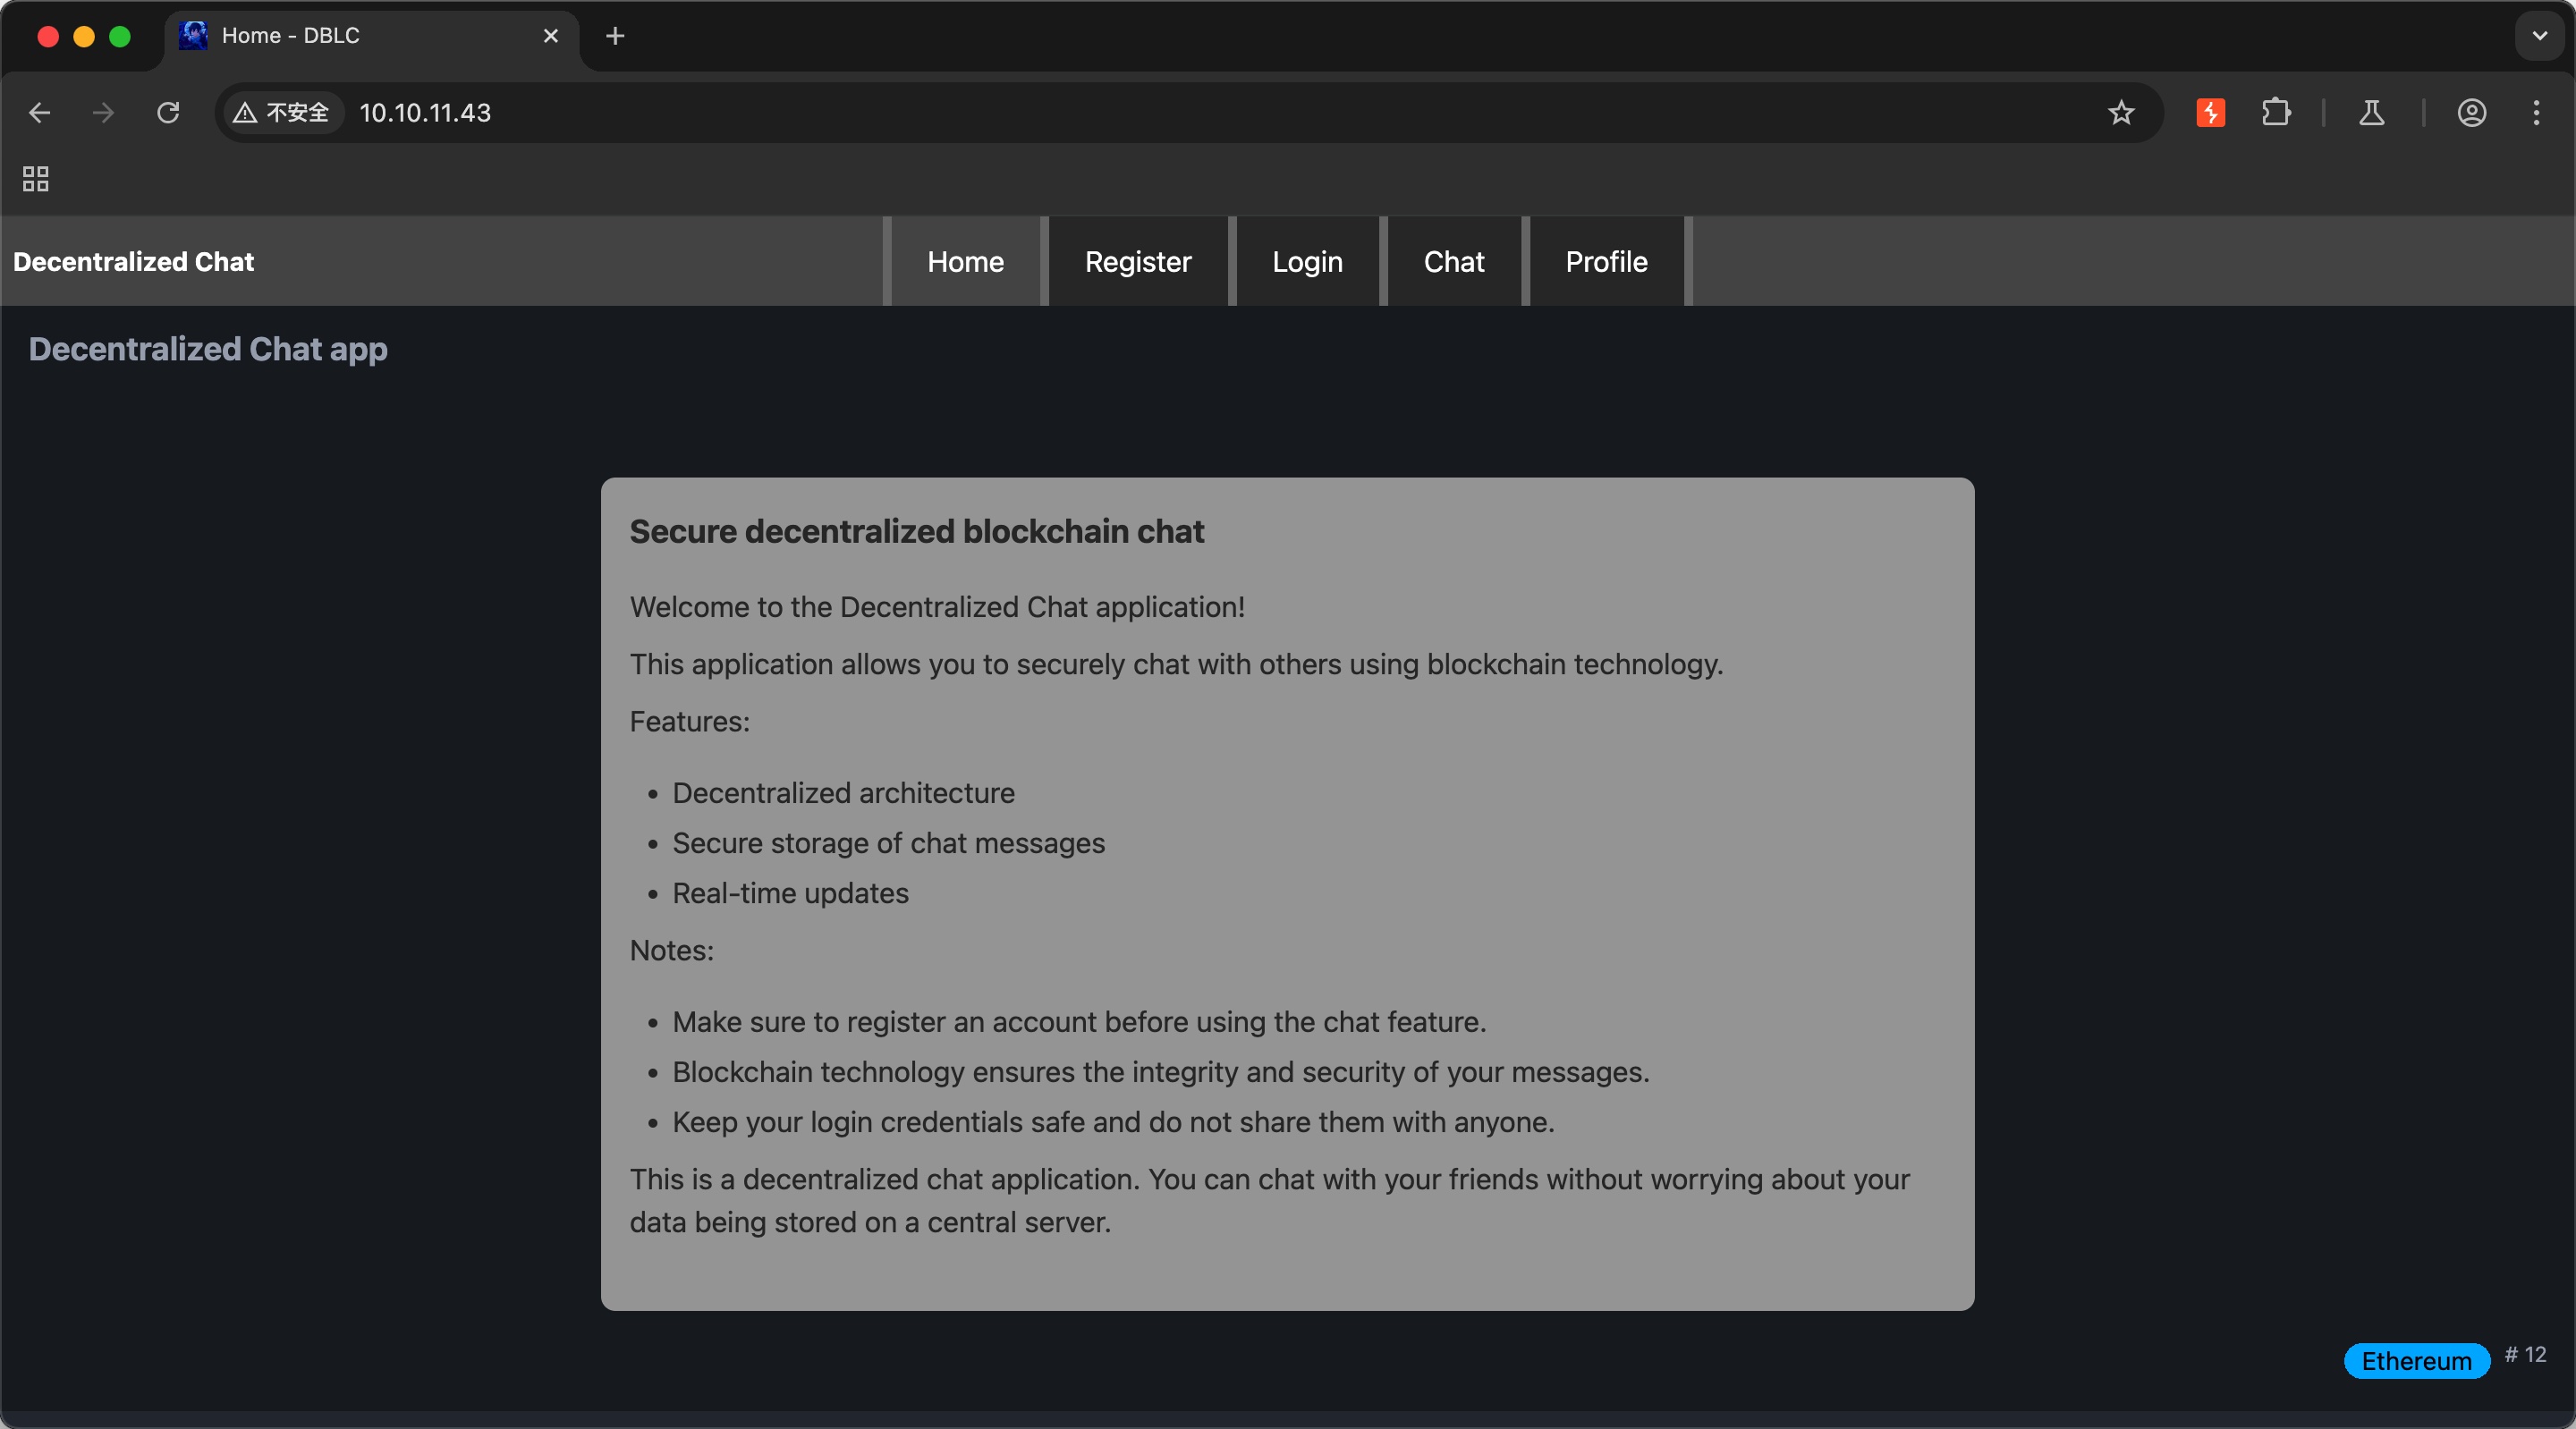 Home - DBLC
不安全
10.10.11.43
Decentralized Chat
Home
Register
Login
Chat
Profile
Decentralized Chat app
Secure decentralized blockchain chat
Welcome to the Decentralized Chat application!
This application allows you to securely chat with others using blockchain technology.
Features:
• Decentralized architecture
• Secure storage of chat messages
• Real-time updates
Notes:
• Make sure to register an account before using the chat feature.
• Blockchain technology ensures the integrity and security of your messages.
• Keep your login credentials safe and do not share them with anyone.
This is a decentralized chat application. You can chat with your friends without worrying about your
data being stored on a central server.
Ethereum
# 12